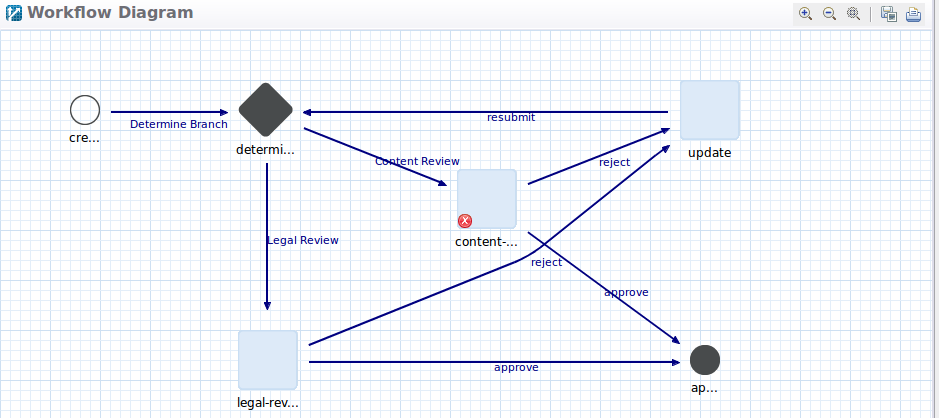 Workflow Diagram
cre...
Determine Branch
determi...
resubmit
update
Content Review
reject
content-...
Legal Review
reject
approve
legal-rev...
approve
ap...